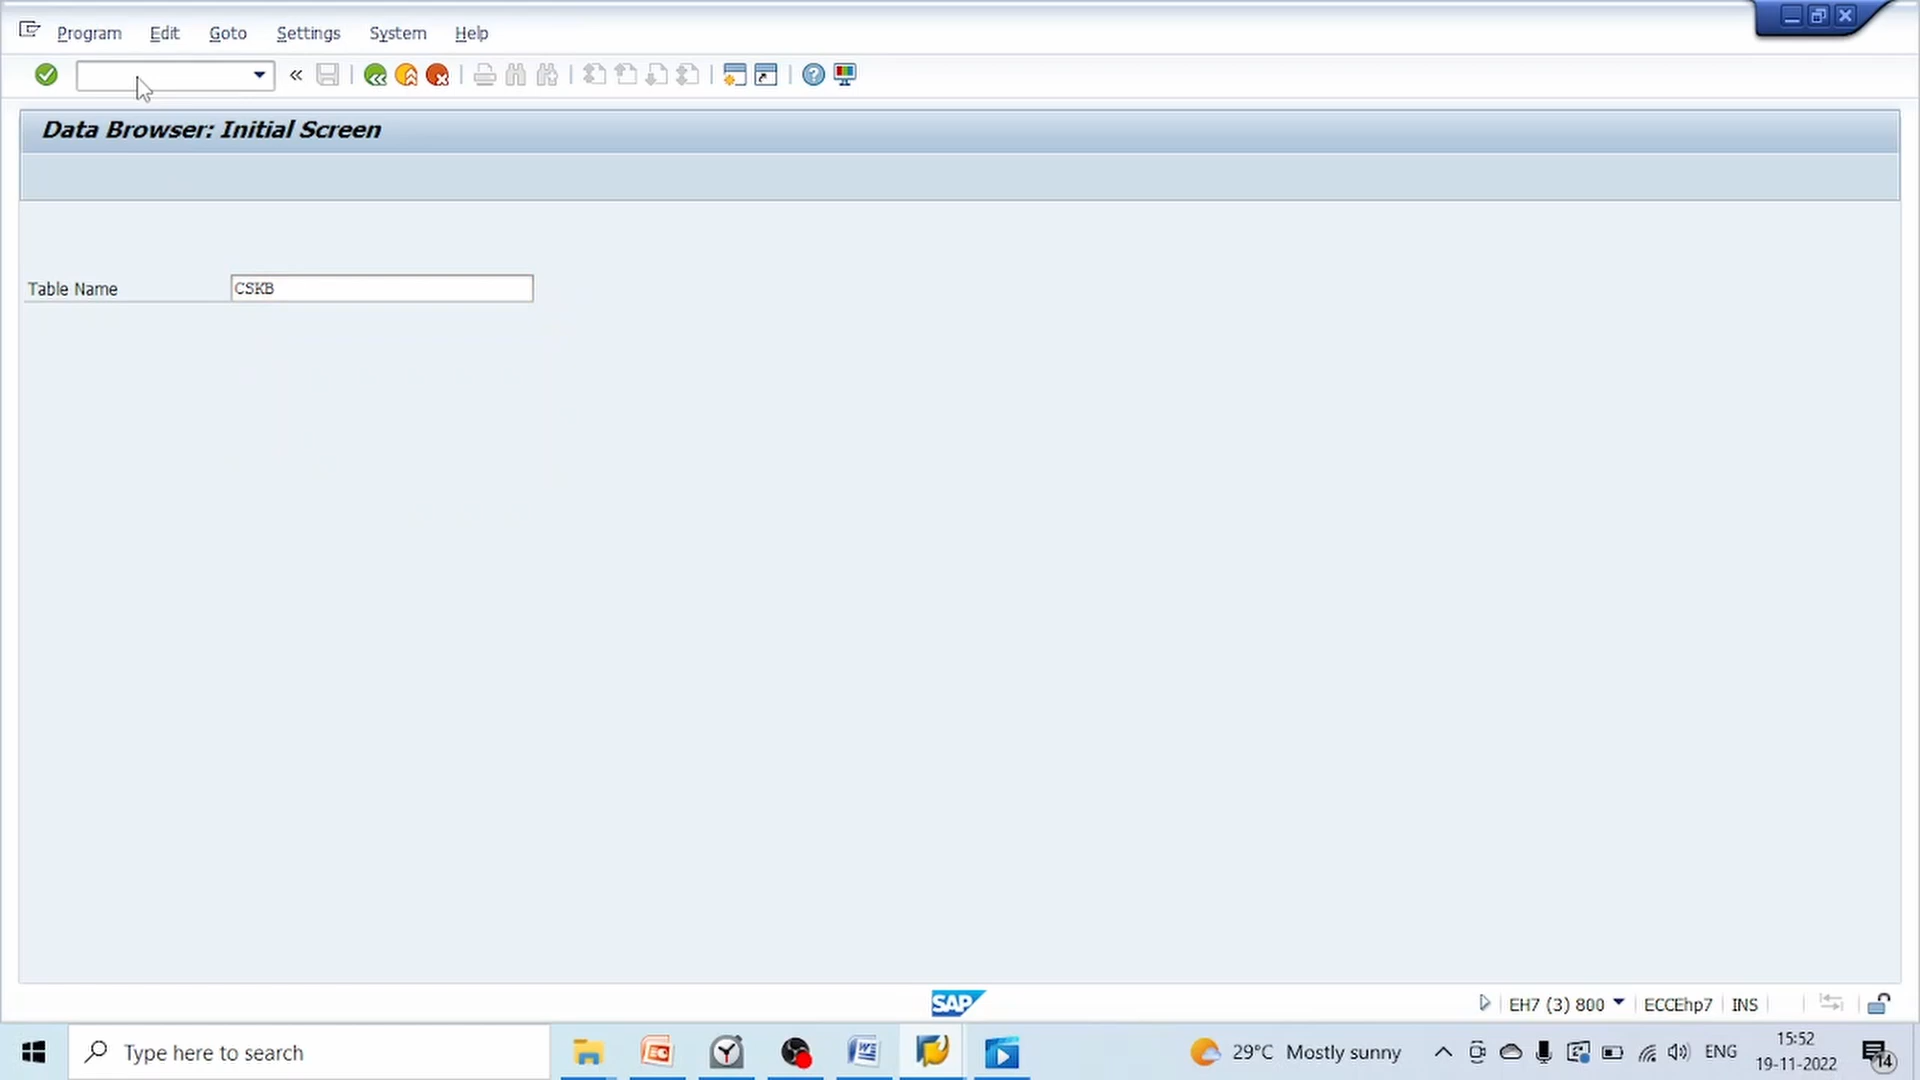 Program Edit Goto Settings System Help
«
Data Browser: Initial Screen
Table Name CSKB
SAP
EH7 (3) 800 ECCEhp7 INS
Type here to search
29°C Mostly sunny
ENG
15:52
19-11-2022
14